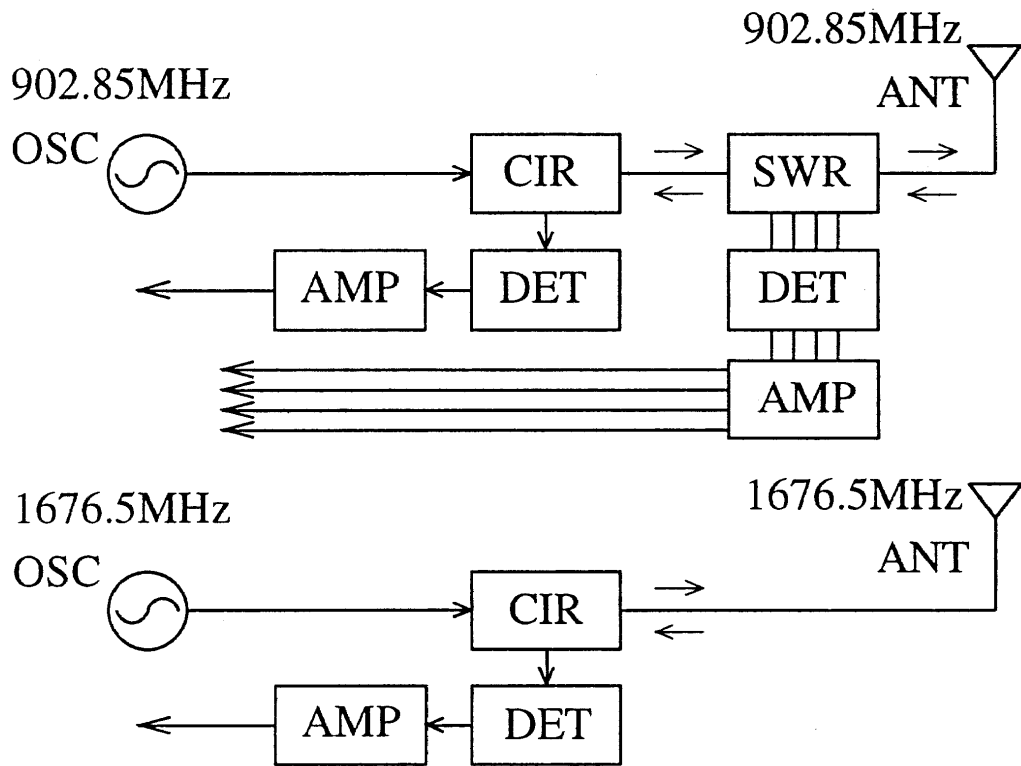 902.85MHz
902.85MHz
ANT
OSC
CIR
SWR
AMP
DET
DET
AMP
1676.5MHz
1676.5MHz
OSC
ANT
CIR
AMP
DET